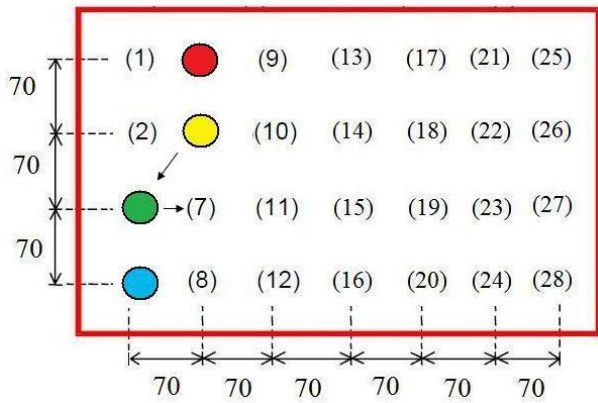 (1) (9) (13) (17) (21) (25)
70
(2) (10) (14) (18) (22) (26)
70
(7) (11) (15) (19) (23) (27)
70
(8) (12) (16) (20) (24) (28)
70 70 70 70 70 70